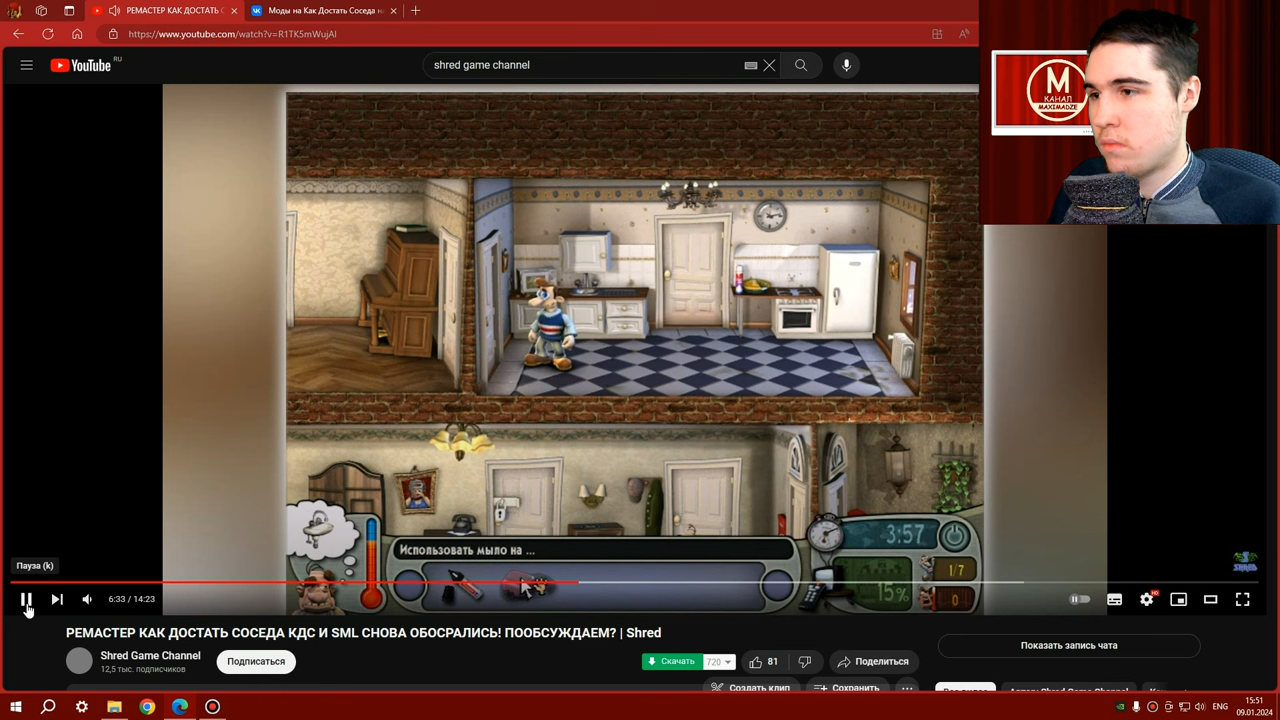 РЕМАСТЕР КАК ДОСТАТЬ С
Моды на Как Достать Соседа н
https://www.youtube.com/watch?v=R1TK5mWujAI
YouTube RU
shred game channel
M
КАНАЛ
MAXIMADZE
3:57
Использовать мыло на ...
1/7
15%
0
SHRED
Пауза (k)
6:33 / 14:23
HD
РЕМАСТЕР КАК ДОСТАТЬ СОСЕДА КДС И SML СНОВА ОБОСРАЛИСЬ! ПООБСУЖДАЕМ? | Shred
Показать запись чата
Shred Game Channel
12,5 тыс. подписчиков
Подписаться
Скачать
720
81
Поделиться
Создать клип
Сохранить
ENG
15:51
09.01.2024